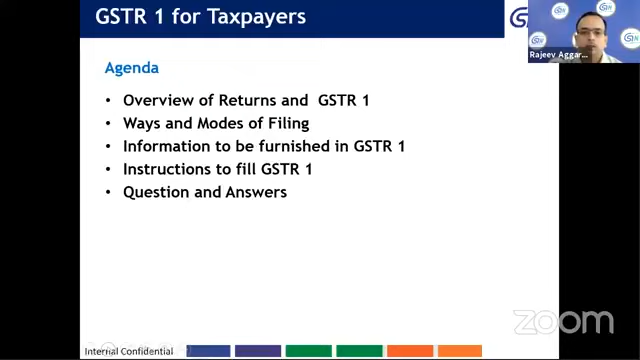 GSTR 1 for Taxpayers
Agenda
• Overview of Returns and GSTR 1
• Ways and Modes of Filing
• Information to be furnished in GSTR 1
• Instructions to fill GSTR 1
• Question and Answers
Rajeev Aggar...
zoom
Internal Confidential